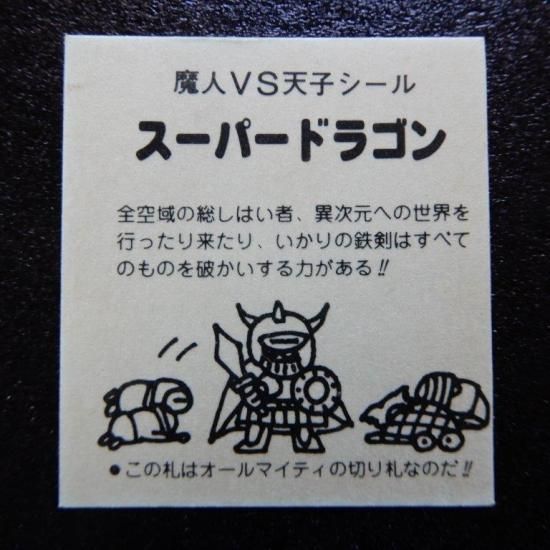 魔人VS天子シール
スーパードラゴン
全空域の総しはい者、異次元への世界を
行ったり来たり、いかりの鉄剣はすべて
のものを破かいする力がある!!
●この札はオールマイティの切り札なのだ!!